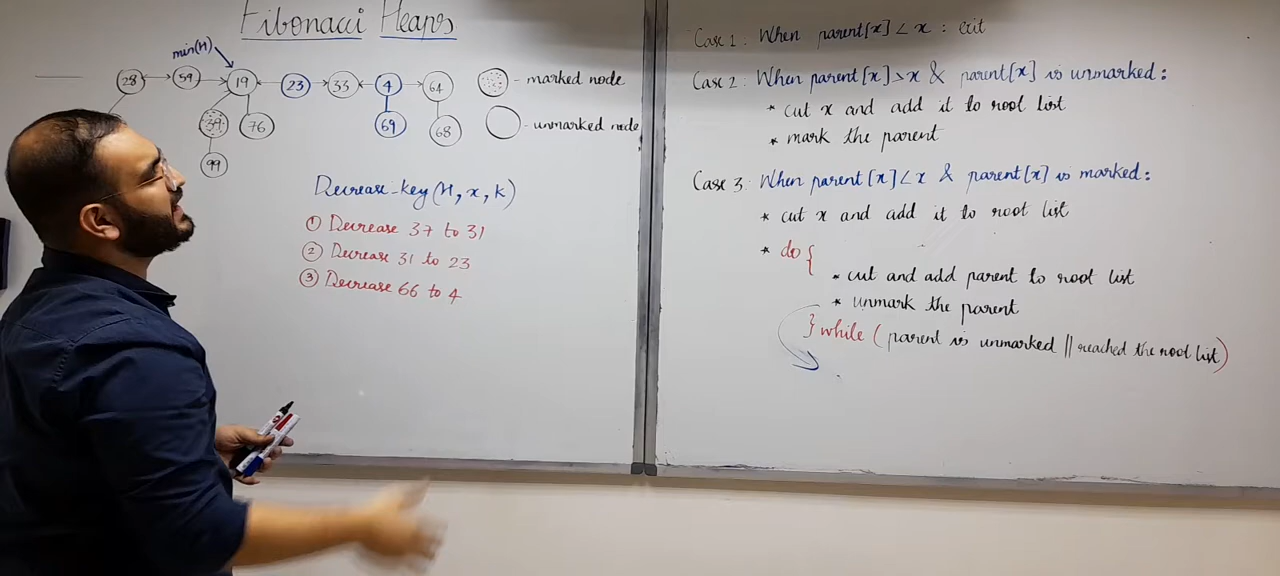 Fibonacci Heaps
min(H)
28 59 19 23 33 4 64
76 69 68
99
- marked node
- unmarked node
Decrease-key(H, x, k)
① Decrease 37 to 31
② Decrease 31 to 23
③ Decrease 66 to 4
Case 1: When parent[x] < x : exit
Case 2: When parent[x] > x & parent[x] is unmarked:
* cut x and add it to root list
* mark the parent
Case 3: When parent[x] < x & parent[x] is marked:
* cut x and add it to root list
* do {
* cut and add parent to root list
* unmark the parent
} while (parent is unmarked || reached the root list)